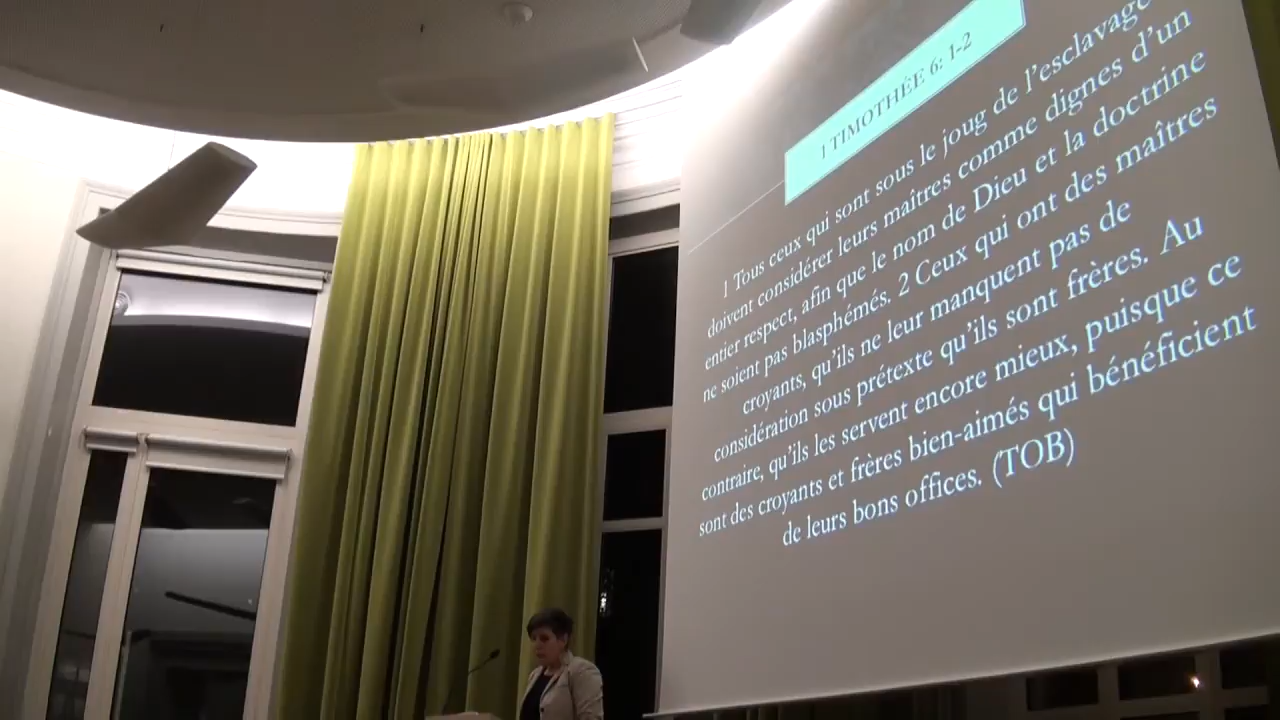 1 TIMOTHÉE 6: 1-2
1 Tous ceux qui sont sous le joug de l'esclavage
doivent considérer leurs maîtres comme dignes d'un
entier respect, afin que le nom de Dieu et la doctrine
ne soient pas blasphémés. 2 Ceux qui ont des maîtres
croyants, qu'ils ne leur manquent pas de
considération sous prétexte qu'ils sont frères. Au
contraire, qu'ils les servent encore mieux, puisque ce
sont des croyants et frères bien-aimés qui bénéficient
de leurs bons offices. (TOB)